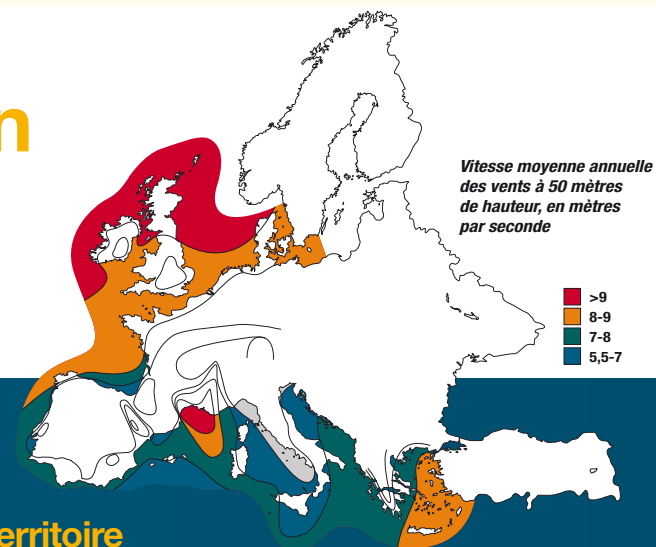 n
Vitesse moyenne annuelle
des vents à 50 mètres
de hauteur, en mètres
par seconde
>9
8-9
7-8
5,5-7
erritoire